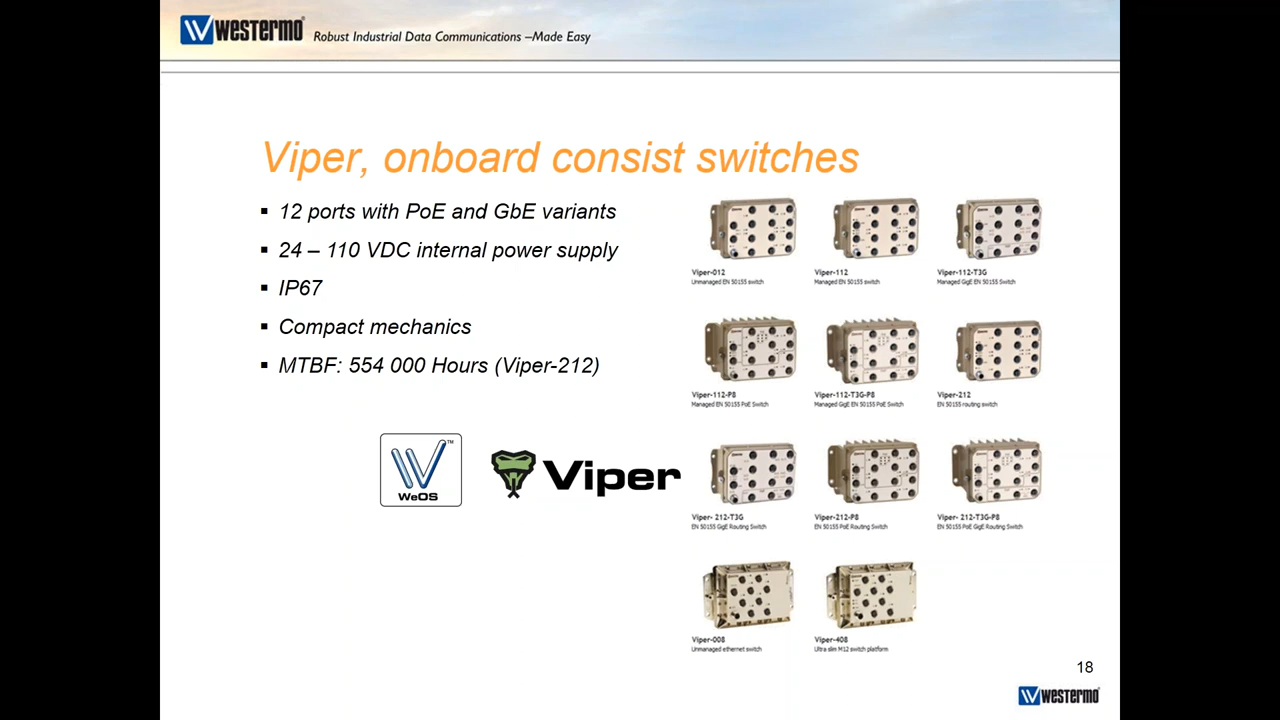 westermo Robust Industrial Data Communications –Made Easy
Viper, onboard consist switches
▪ 12 ports with PoE and GbE variants
▪ 24 – 110 VDC internal power supply
▪ IP67
▪ Compact mechanics
▪ MTBF: 554 000 Hours (Viper-212)
WeOS™
Viper
Viper-012
Unmanaged EN 50155 switch
Viper-112
Managed EN 50155 switch
Viper-112-T3G
Managed GigE EN 50155 Switch
Viper-112-P8
Managed EN 50155 PoE Switch
Viper-112-T3G-P8
Managed GigE EN 50155 PoE Switch
Viper-212
EN 50155 routing switch
Viper- 212-T3G
EN 50155 GigE Routing Switch
Viper-212-P8
EN 50155 PoE Routing Switch
Viper- 212-T3G-P8
EN 50155 PoE GigE Routing Switch
Viper-008
Unmanaged ethernet switch
Viper-408
Ultra slim M12 switch platform
18
westermo